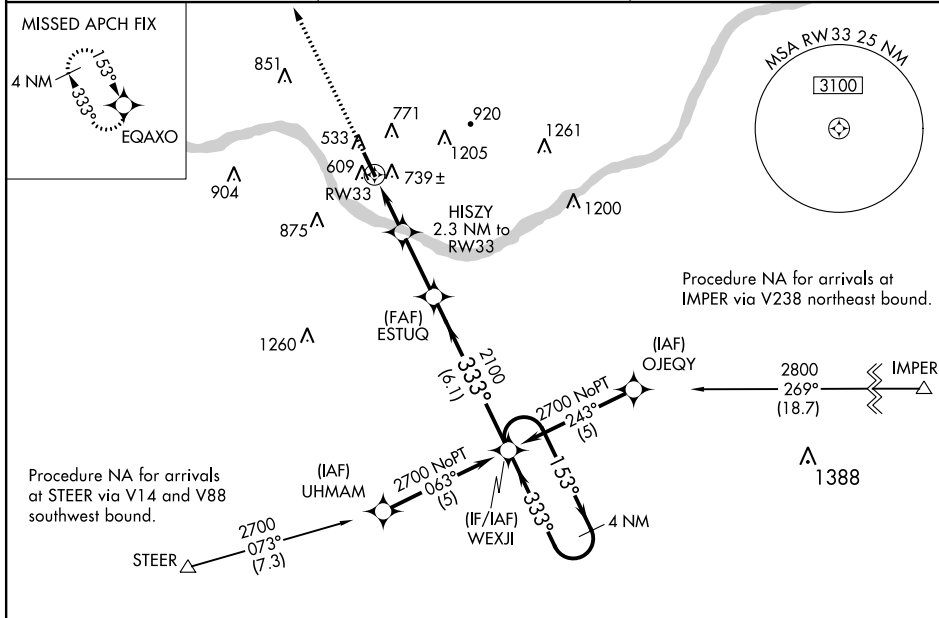 MISSED APCH FIX
4 NM
153°
333°
EQAXO
851
771
920
533
1205
1261
609
739 ±
RW33
904
875
HISZY
2.3 NM to
RW33
1200
MSA RW33 25 NM
3100
Procedure NA for arrivals at
IMPER via V238 northeast bound.
(FAF)
ESTUQ
1260
2100
333°
(6.1)
(IAF)
OJEQY
2800
269°
(18.7)
IMPER
2700 NoPT
243°
(5)
1388
Procedure NA for arrivals
at STEER via V14 and V88
southwest bound.
(IAF)
UHMAM
2700 NoPT
063°
(5)
(IF/IAF)
WEXJI
153°
333°
4 NM
2700
073°
(7.3)
STEER